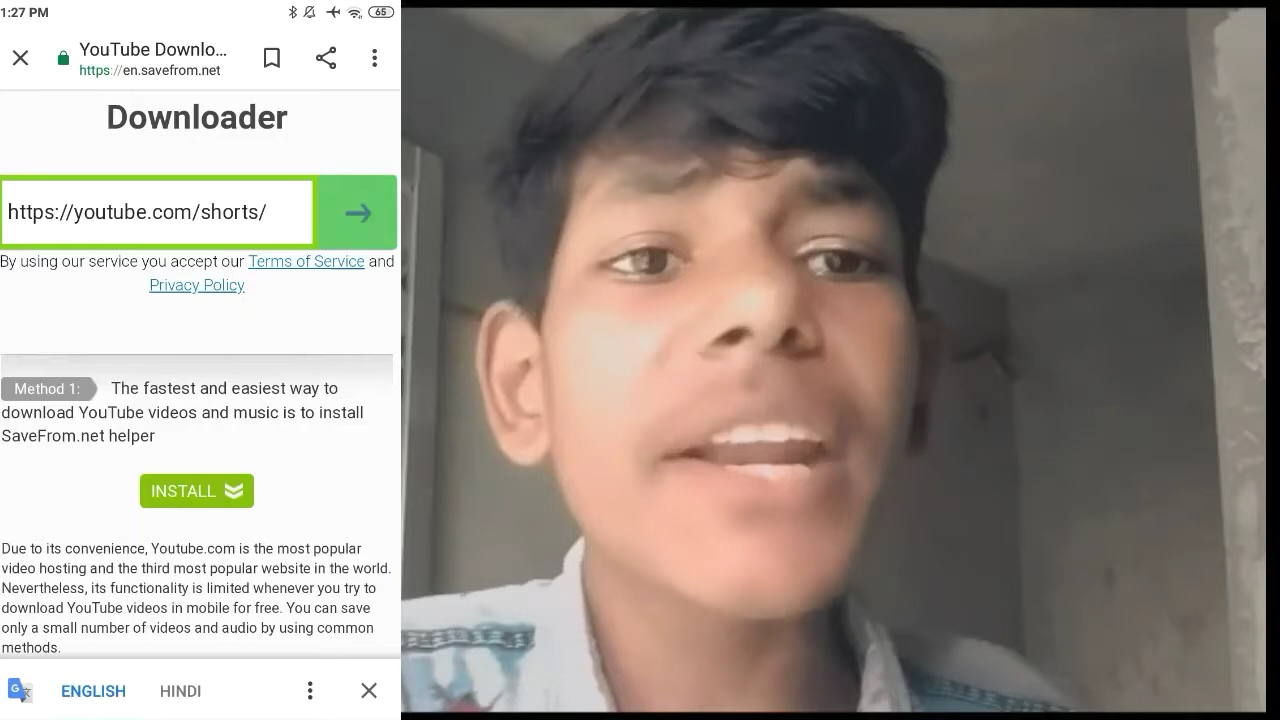 1:27 PM
65
YouTube Downlo...
https://en.savefrom.net
Downloader
https://youtube.com/shorts/
By using our service you accept our Terms of Service and
Privacy Policy
Method 1: The fastest and easiest way to
download YouTube videos and music is to install
SaveFrom.net helper
INSTALL
Due to its convenience, Youtube.com is the most popular
video hosting and the third most popular website in the world.
Nevertheless, its functionality is limited whenever you try to
download YouTube videos in mobile for free. You can save
only a small number of videos and audio by using common
methods.
G ENGLISH HINDI